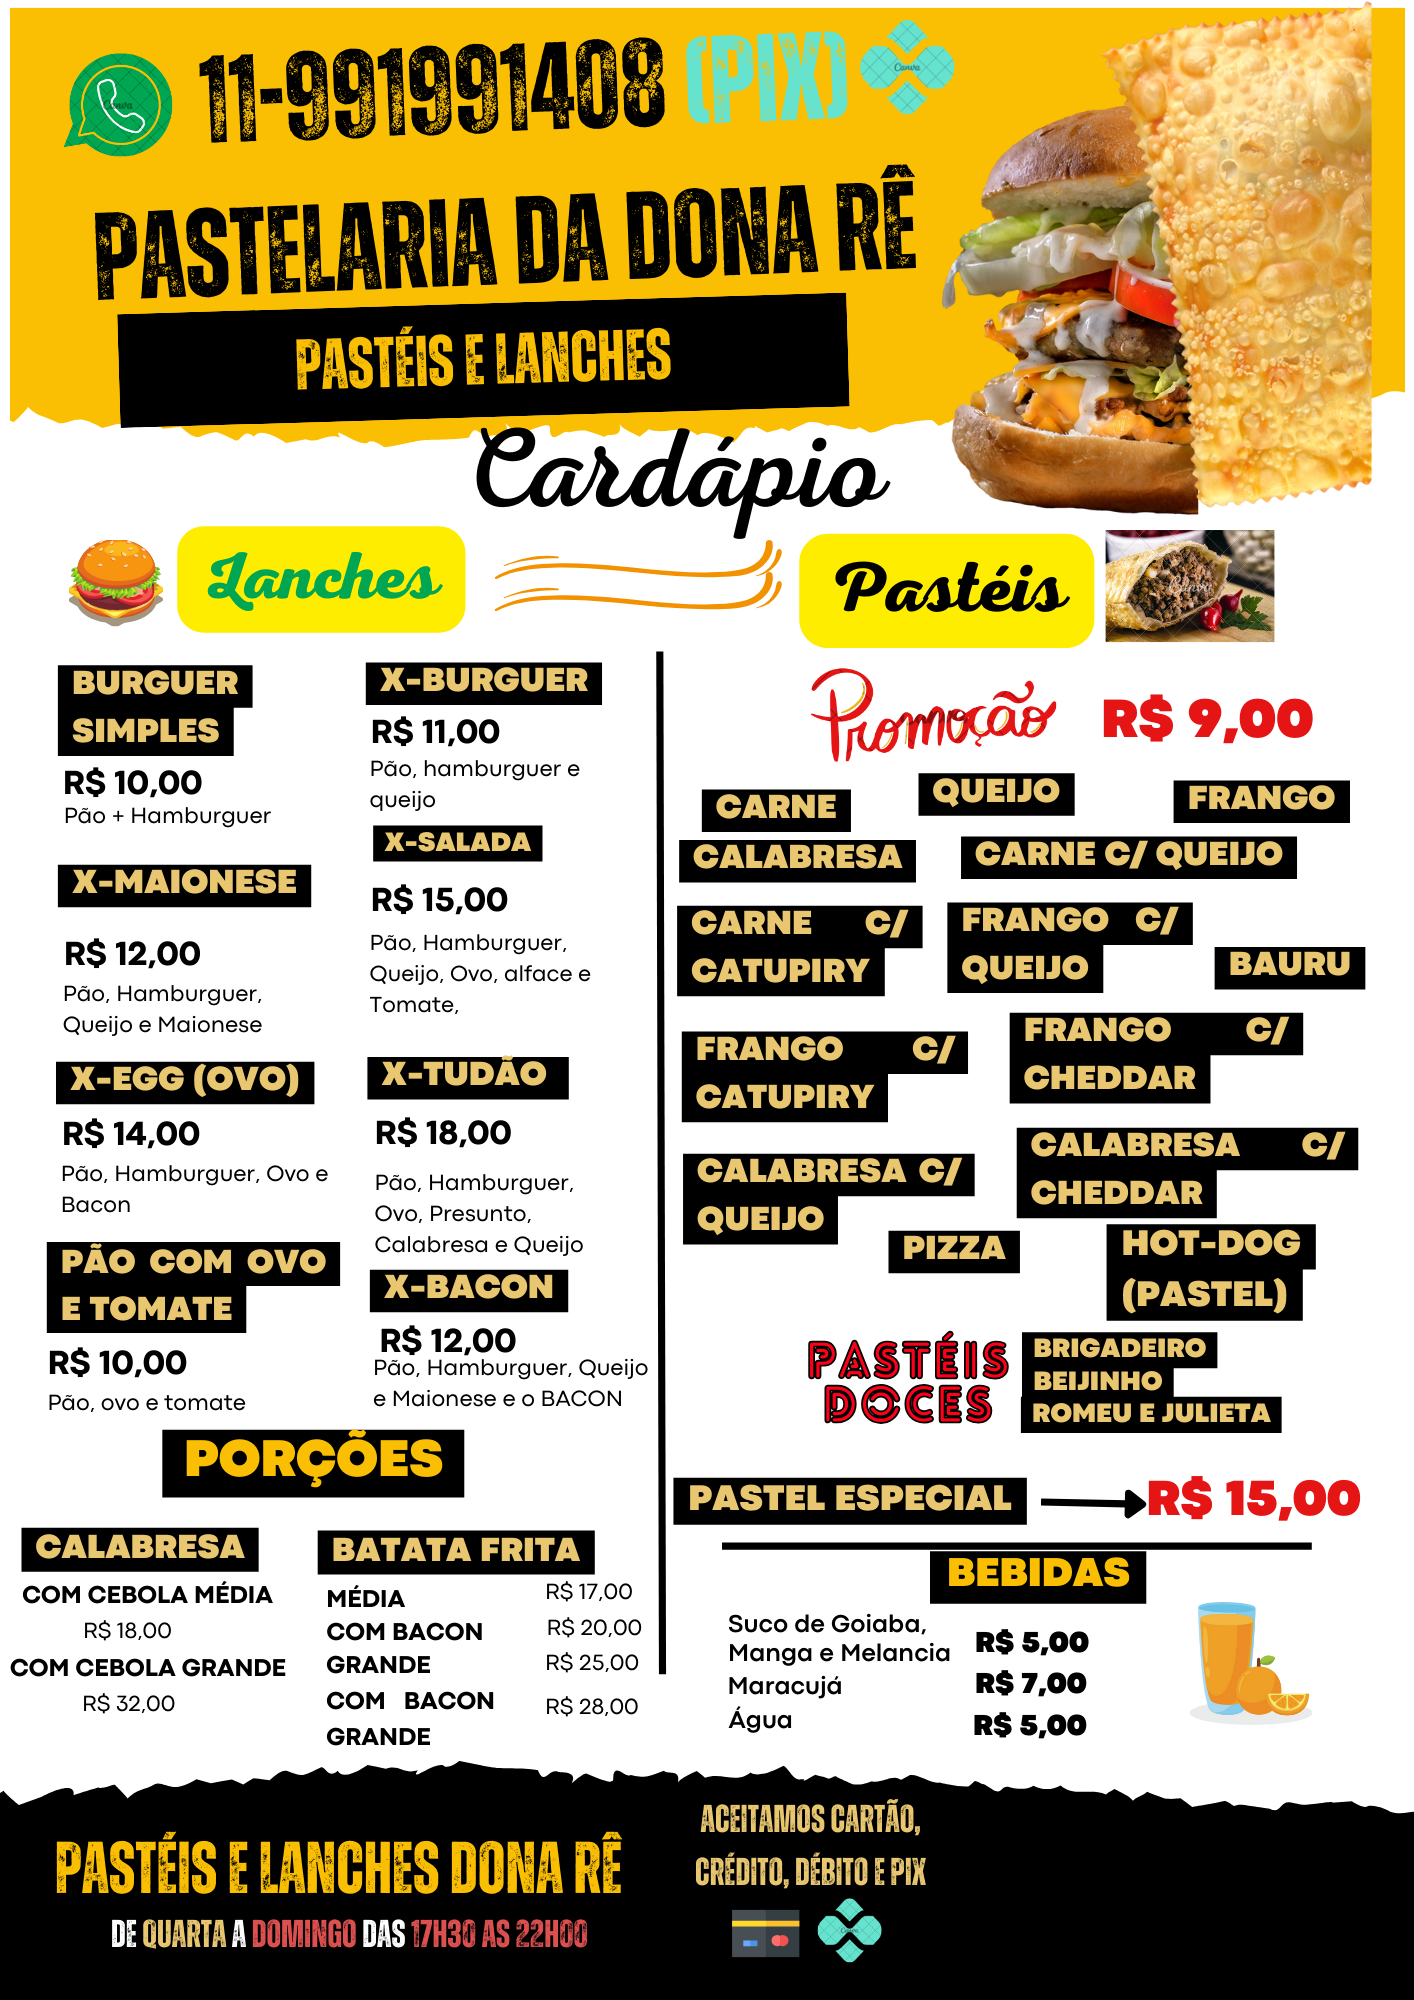 11-991991408 (PIX)
PASTELARIA DA DONA RÊ
PASTÉIS E LANCHES
Cardápio
Lanches
BURGUER
SIMPLES
R$ 10,00
Pão + Hamburguer
X-MAIONESE
R$ 12,00
Pão, Hamburguer,
Queijo e Maionese
X-EGG (OVO)
R$ 14,00
Pão, Hamburguer, Ovo e
Bacon
PÃO COM OVO
E TOMATE
R$ 10,00
Pão, ovo e tomate
X-BURGUER
R$ 11,00
Pão, hamburguer e
queijo
X-SALADA
R$ 15,00
Pão, Hamburguer,
Queijo, Ovo, alface e
Tomate,
X-TUDÃO
R$ 18,00
Pão, Hamburguer,
Ovo, Presunto,
Calabresa e Queijo
X-BACON
R$ 12,00
Pão, Hamburguer, Queijo
e Maionese e o BACON
PORÇÕES
CALABRESA
COM CEBOLA MÉDIA
R$ 18,00
COM CEBOLA GRANDE
R$ 32,00
BATATA FRITA
MÉDIA R$ 17,00
COM BACON R$ 20,00
GRANDE R$ 25,00
COM BACON R$ 28,00
GRANDE
Pastéis
Canva
Promoção R$ 9,00
CARNE
QUEIJO
FRANGO
CALABRESA
CARNE C/ QUEIJO
CARNE C/
CATUPIRY
FRANGO C/
QUEIJO
BAURU
FRANGO C/
CATUPIRY
FRANGO C/
CHEDDAR
CALABRESA C/
QUEIJO
CALABRESA C/
CHEDDAR
PIZZA
HOT-DOG
(PASTEL)
PASTÉIS
DOCES
BRIGADEIRO
BEIJINHO
ROMEU E JULIETA
PASTEL ESPECIAL R$ 15,00
BEBIDAS
Suco de Goiaba,
Manga e Melancia R$ 5,00
Maracujá R$ 7,00
Água R$ 5,00
PASTÉIS E LANCHES DONA RÊ
DE QUARTA A DOMINGO DAS 17H30 AS 22H00
ACEITAMOS CARTÃO,
CRÉDITO, DÉBITO E PIX